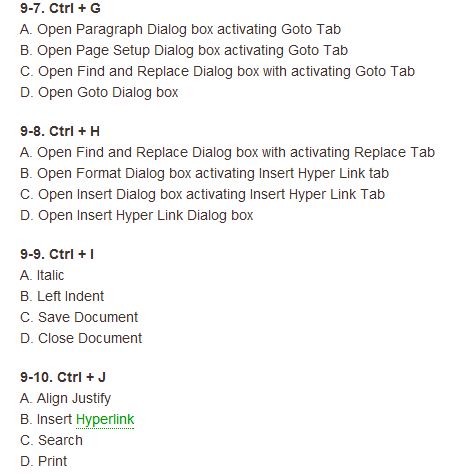 9-7. Ctrl + G
A. Open Paragraph Dialog box activating Goto Tab
B. Open Page Setup Dialog box activating Goto Tab
C. Open Find and Replace Dialog box with activating Goto Tab
D. Open Goto Dialog box
9-8. Ctrl + H
A. Open Find and Replace Dialog box with activating Replace Tab
B. Open Format Dialog box activating Insert Hyper Link tab
C. Open Insert Dialog box activating Insert Hyper Link Tab
D. Open Insert Hyper Link Dialog box
9-9. Ctrl + I
A. Italic
B. Left Indent
C. Save Document
D. Close Document
9-10. Ctrl + J
A. Align Justify
B. Insert Hyperlink
C. Search
D. Print